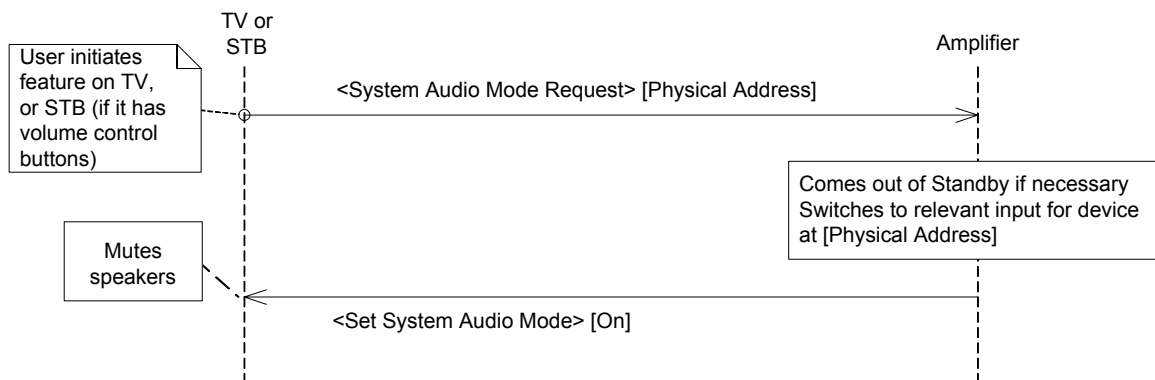 TV or
STB
Amplifier
User initiates
feature on TV,
or STB (if it has
volume control
buttons)
<System Audio Mode Request> [Physical Address]
Comes out of Standby if necessary
Switches to relevant input for device
at [Physical Address]
Mutes
speakers
<Set System Audio Mode> [On]